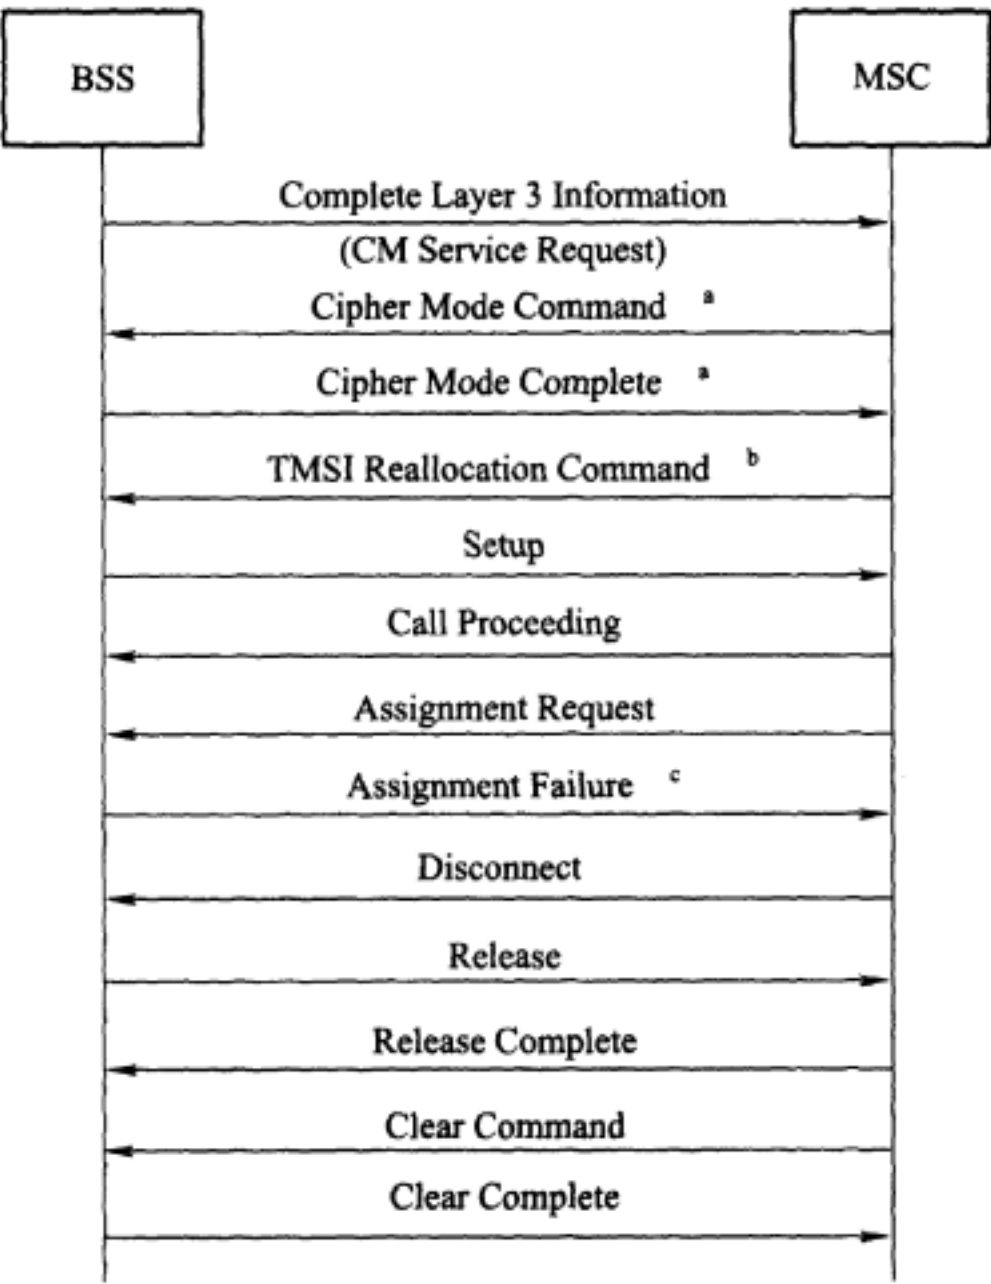 BSS
MSC
Complete Layer 3 Information
(CM Service Request)
Cipher Mode Command a
Cipher Mode Complete a
TMSI Reallocation Command b
Setup
Call Proceeding
Assignment Request
Assignment Failure c
Disconnect
Release
Release Complete
Clear Command
Clear Complete